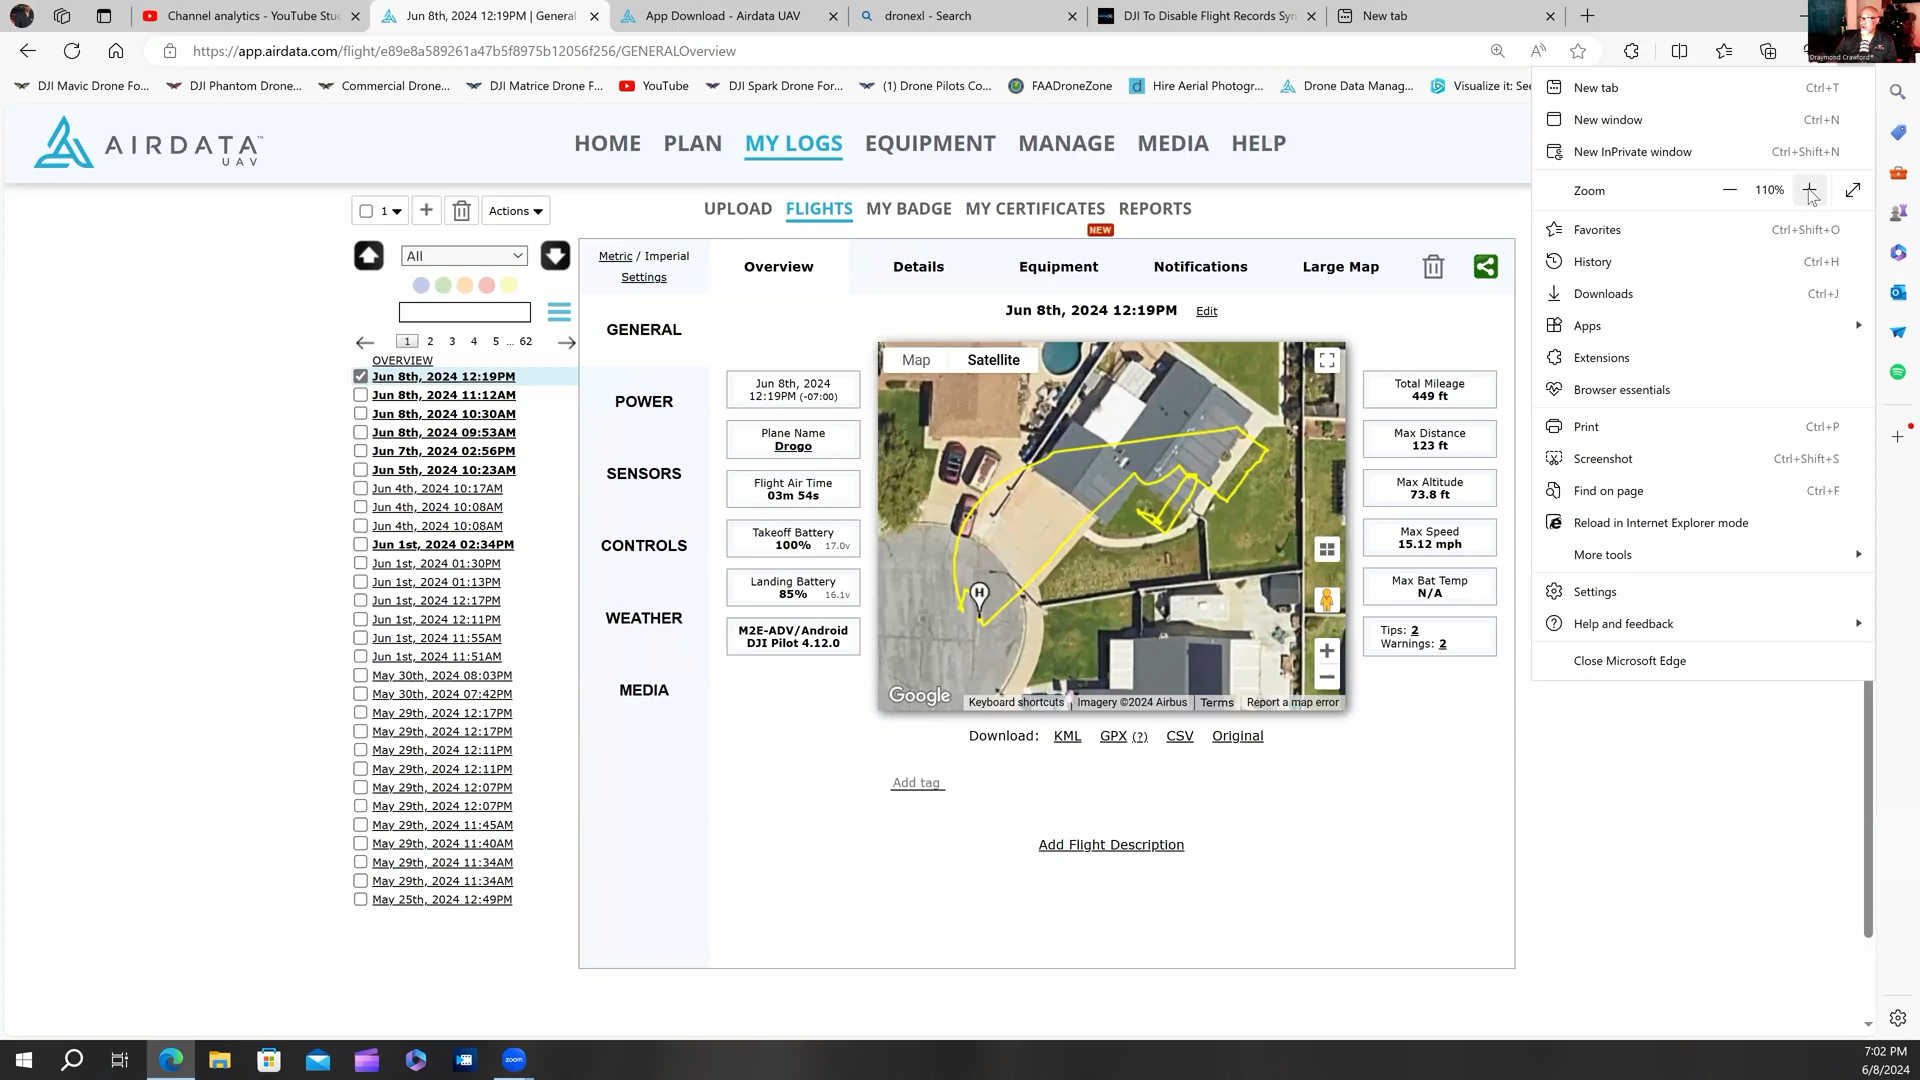 Channel analytics - YouTube Stu
Jun 8th, 2024 12:19PM | General
App Download - Airdata UAV
dronexl - Search
DJI To Disable Flight Records Syn
New tab
https://app.airdata.com/flight/e89e8a589261a47b5f8975b12056f256/GENERALOverview
Draymond Crawford
DJI Mavic Drone Fo...
DJI Phantom Drone...
Commercial Drone...
DJI Matrice Drone F...
YouTube
DJI Spark Drone For...
(1) Drone Pilots Co...
FAADroneZone
Hire Aerial Photogr...
Drone Data Manag...
Visualize it: See
AIRDATA
UAV
HOME PLAN MY LOGS EQUIPMENT MANAGE MEDIA HELP
1
+
Actions
UPLOAD FLIGHTS MY BADGE MY CERTIFICATES REPORTS
NEW
All
1 2 3 4 5 ... 62
OVERVIEW
Jun 8th, 2024 12:19PM
Jun 8th, 2024 11:12AM
Jun 8th, 2024 10:30AM
Jun 8th, 2024 09:53AM
Jun 7th, 2024 02:56PM
Jun 5th, 2024 10:23AM
Jun 4th, 2024 10:17AM
Jun 4th, 2024 10:08AM
Jun 4th, 2024 10:08AM
Jun 1st, 2024 02:34PM
Jun 1st, 2024 01:30PM
Jun 1st, 2024 01:13PM
Jun 1st, 2024 12:17PM
Jun 1st, 2024 12:11PM
Jun 1st, 2024 11:55AM
Jun 1st, 2024 11:51AM
May 30th, 2024 08:03PM
May 30th, 2024 07:42PM
May 29th, 2024 12:17PM
May 29th, 2024 12:17PM
May 29th, 2024 12:11PM
May 29th, 2024 12:11PM
May 29th, 2024 12:07PM
May 29th, 2024 12:07PM
May 29th, 2024 11:45AM
May 29th, 2024 11:40AM
May 29th, 2024 11:34AM
May 29th, 2024 11:34AM
May 25th, 2024 12:49PM
Metric / Imperial
Settings
Overview Details Equipment Notifications Large Map
GENERAL
POWER
SENSORS
CONTROLS
WEATHER
MEDIA
Jun 8th, 2024 12:19PM Edit
Jun 8th, 2024
12:19PM (-07:00)
Plane Name
Drogo
Flight Air Time
03m 54s
Takeoff Battery
100% 17.0v
Landing Battery
85% 16.1v
M2E-ADV/Android
DJI Pilot 4.12.0
Map Satellite
H
Google
Keyboard shortcuts Imagery ©2024 Airbus Terms Report a map error
Total Mileage
449 ft
Max Distance
123 ft
Max Altitude
73.8 ft
Max Speed
15.12 mph
Max Bat Temp
N/A
Tips: 2
Warnings: 2
Download: KML GPX (?) CSV Original
Add tag
Add Flight Description
New tab Ctrl+T
New window Ctrl+N
New InPrivate window Ctrl+Shift+N
Zoom 110%
Favorites Ctrl+Shift+O
History Ctrl+H
Downloads Ctrl+J
Apps
Extensions
Browser essentials
Print Ctrl+P
Screenshot Ctrl+Shift+S
Find on page Ctrl+F
Reload in Internet Explorer mode
More tools
Settings
Help and feedback
Close Microsoft Edge
zoom
7:02 PM
6/8/2024